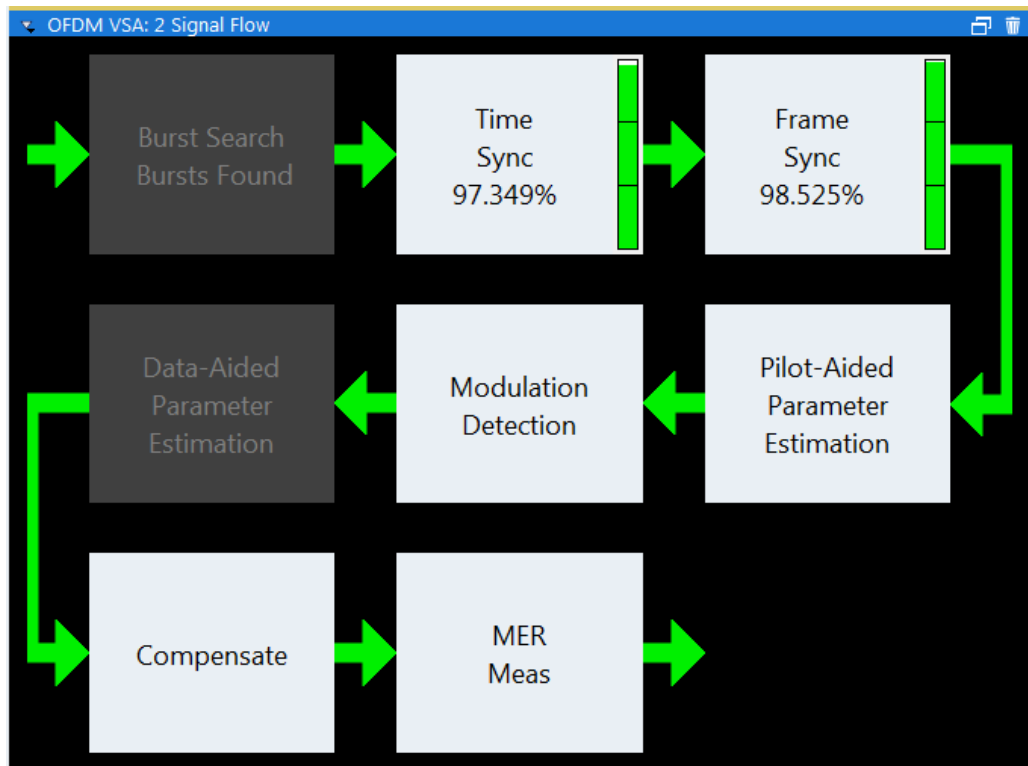 OFDM VSA: 2 Signal Flow
Burst Search
Bursts Found
Time
Sync
97.349%
Frame
Sync
98.525%
Data-Aided
Parameter
Estimation
Modulation
Detection
Pilot-Aided
Parameter
Estimation
Compensate
MER
Meas